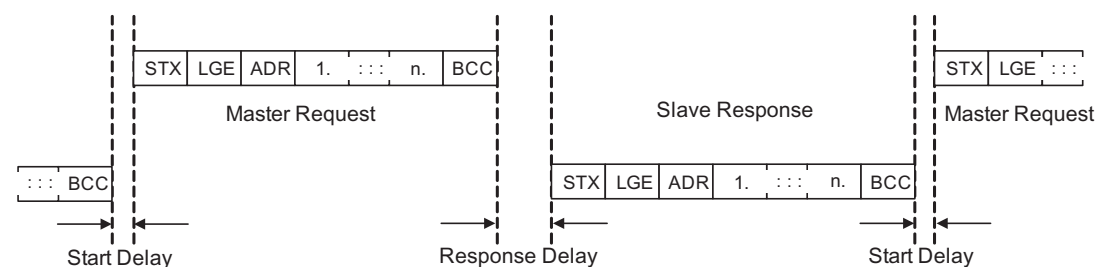 STX LGE ADR 1. : : : n. BCC
STX LGE : : :
Master Request
Slave Response
Master Request
: : : BCC
STX LGE ADR 1. : : : n. BCC
Start Delay
Response Delay
Start Delay